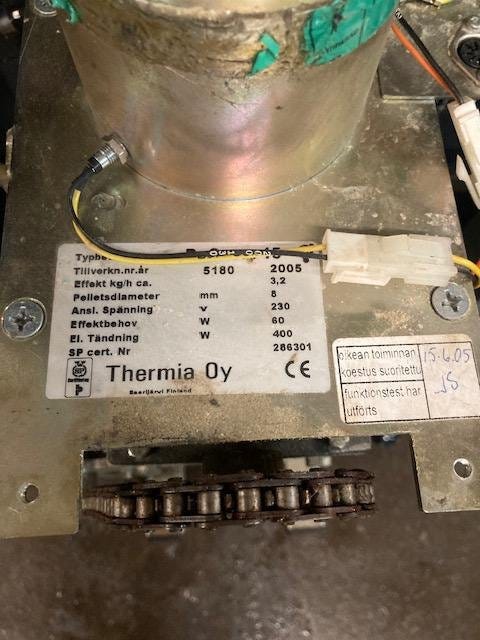 Typbe
Tillverkn.nr.år 5180 2005
Effekt kg/h ca. 3,2
Pelletsdiameter mm 8
Ansl. Spänning v 230
Effektbehov W 60
El. Tändning W 400
SP cert. Nr 286301
Thermia Oy CE
Saarijärvi Finland
oikean toiminnan
koestus suoritettu
15.6.05
funktionstest har
utförts
JS